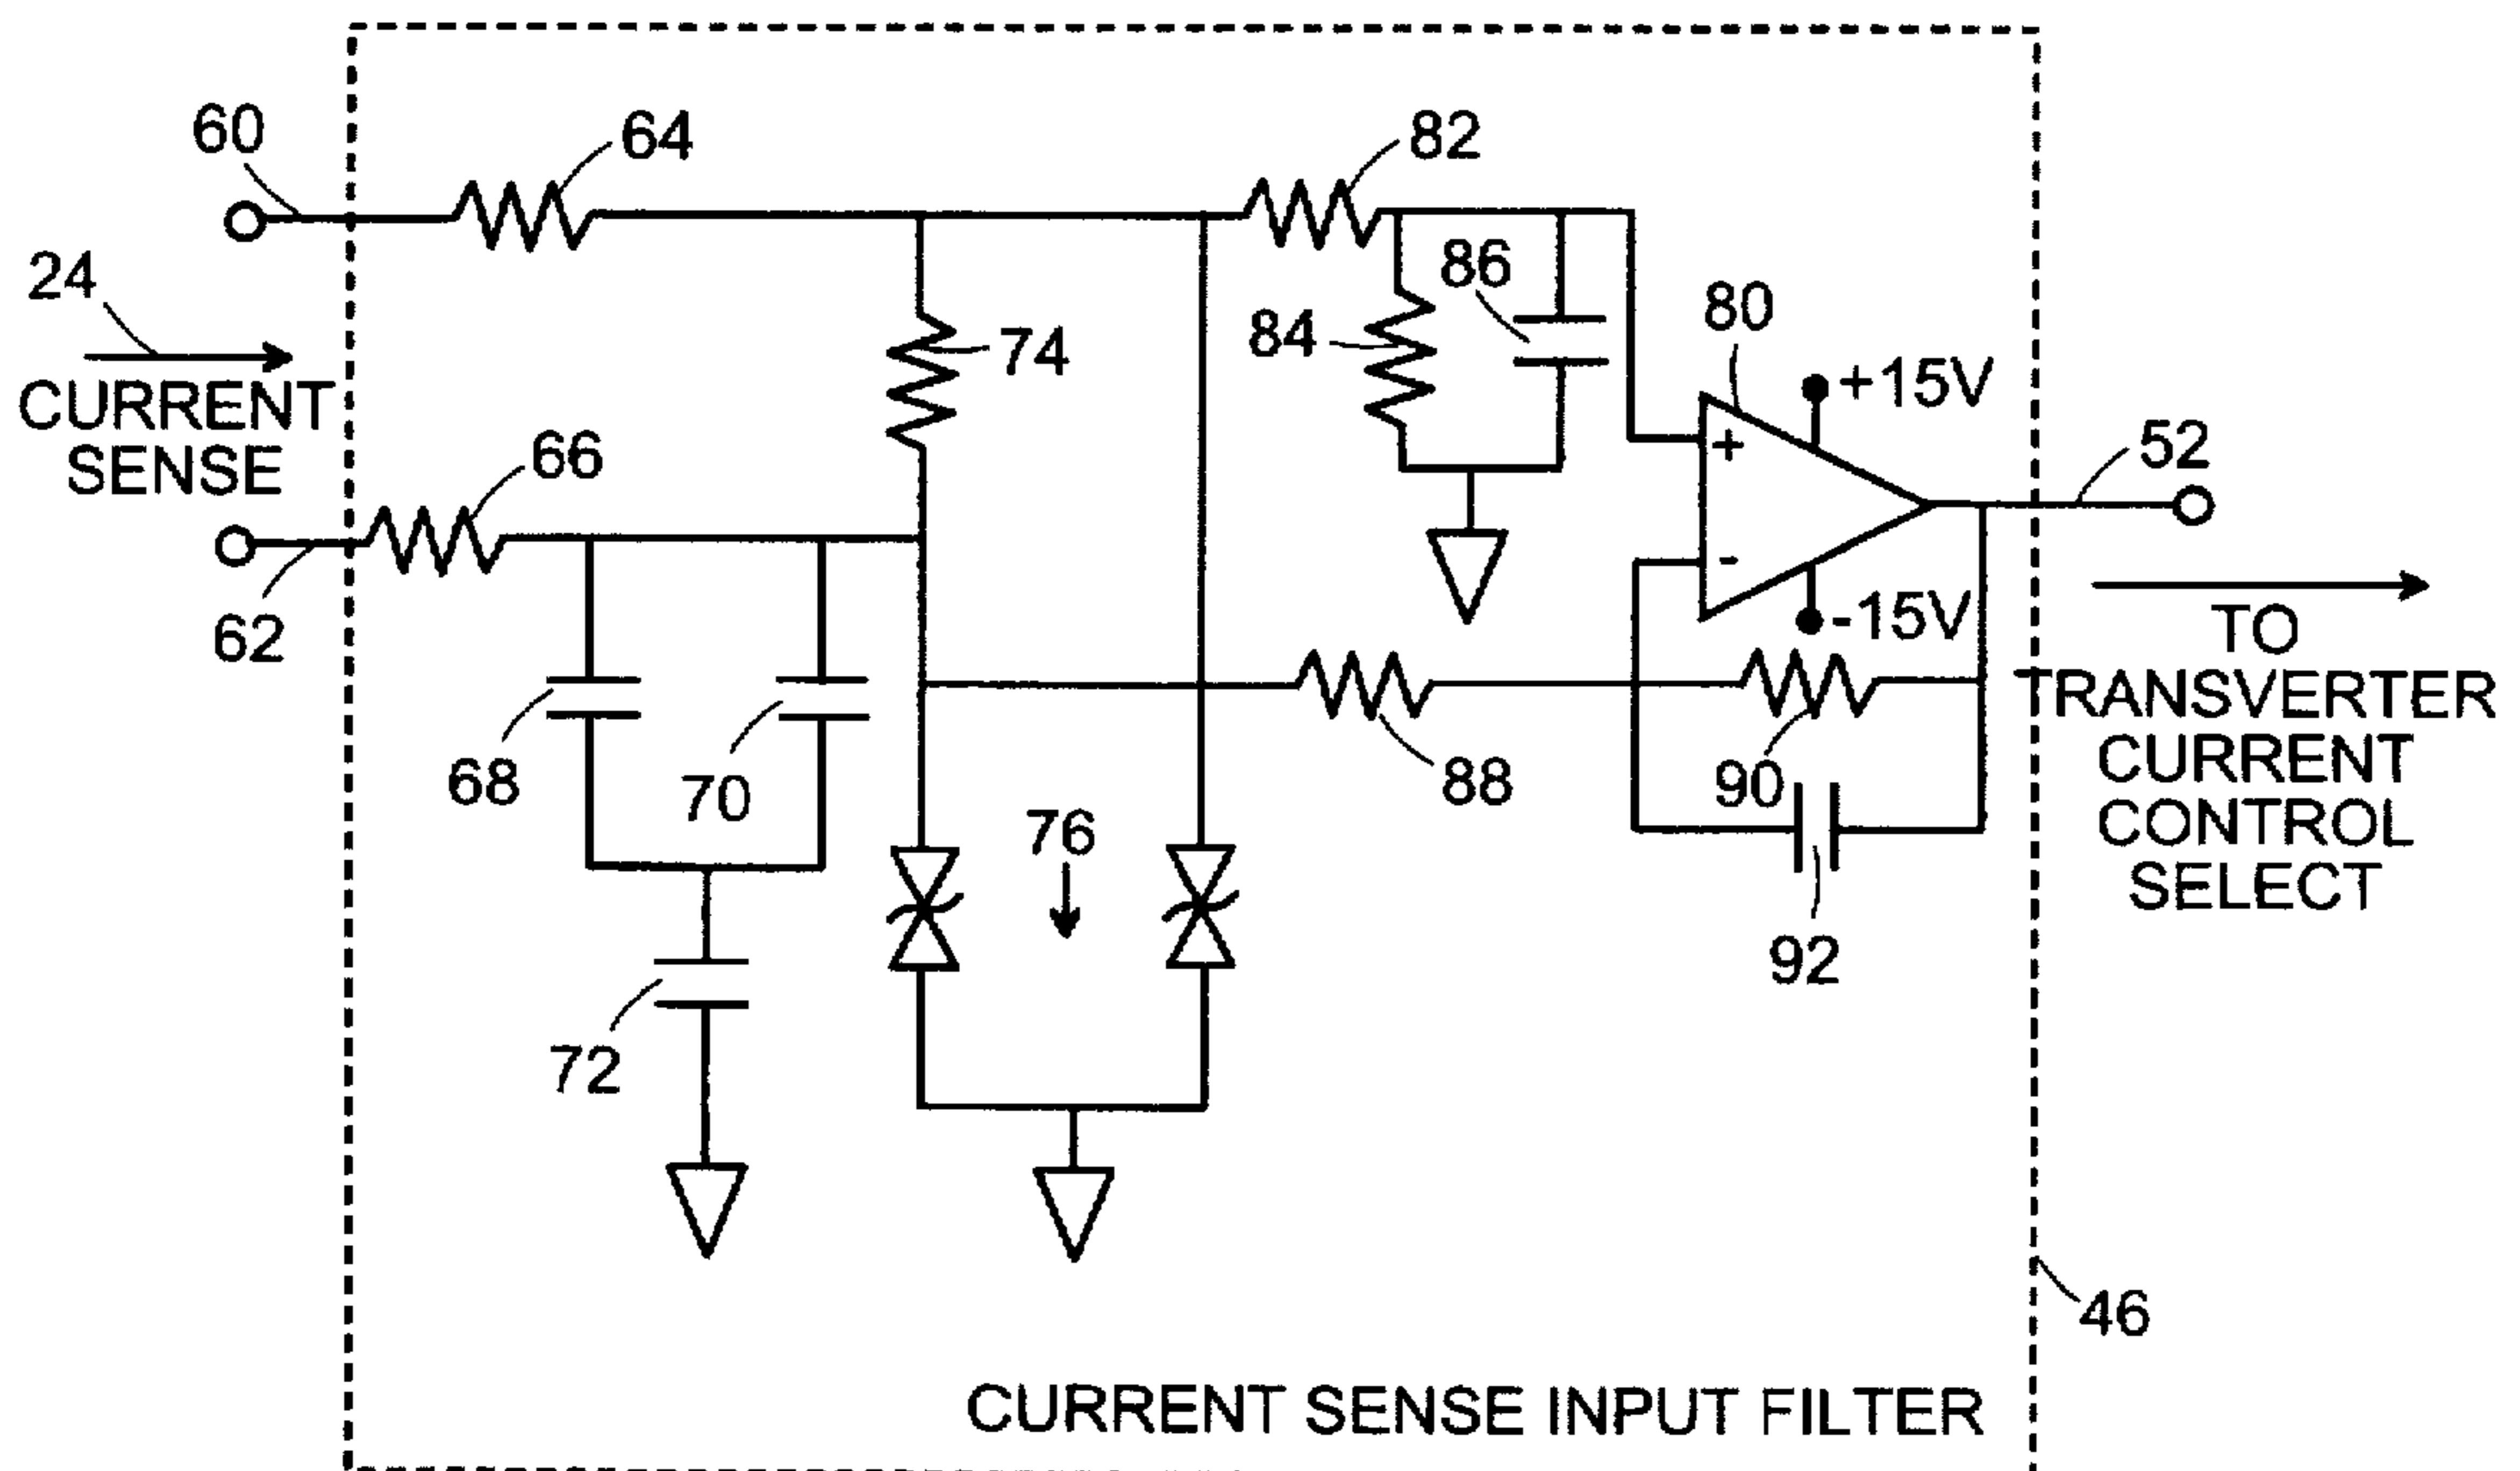 60
64
82
24
86
80
84
74
+15V
CURRENT
SENSE
+
52
66
-
-15V
62
TO
TRANSVERTER
CURRENT
CONTROL
SELECT
68
70
76
88
90
92
72
46
CURRENT SENSE INPUT FILTER